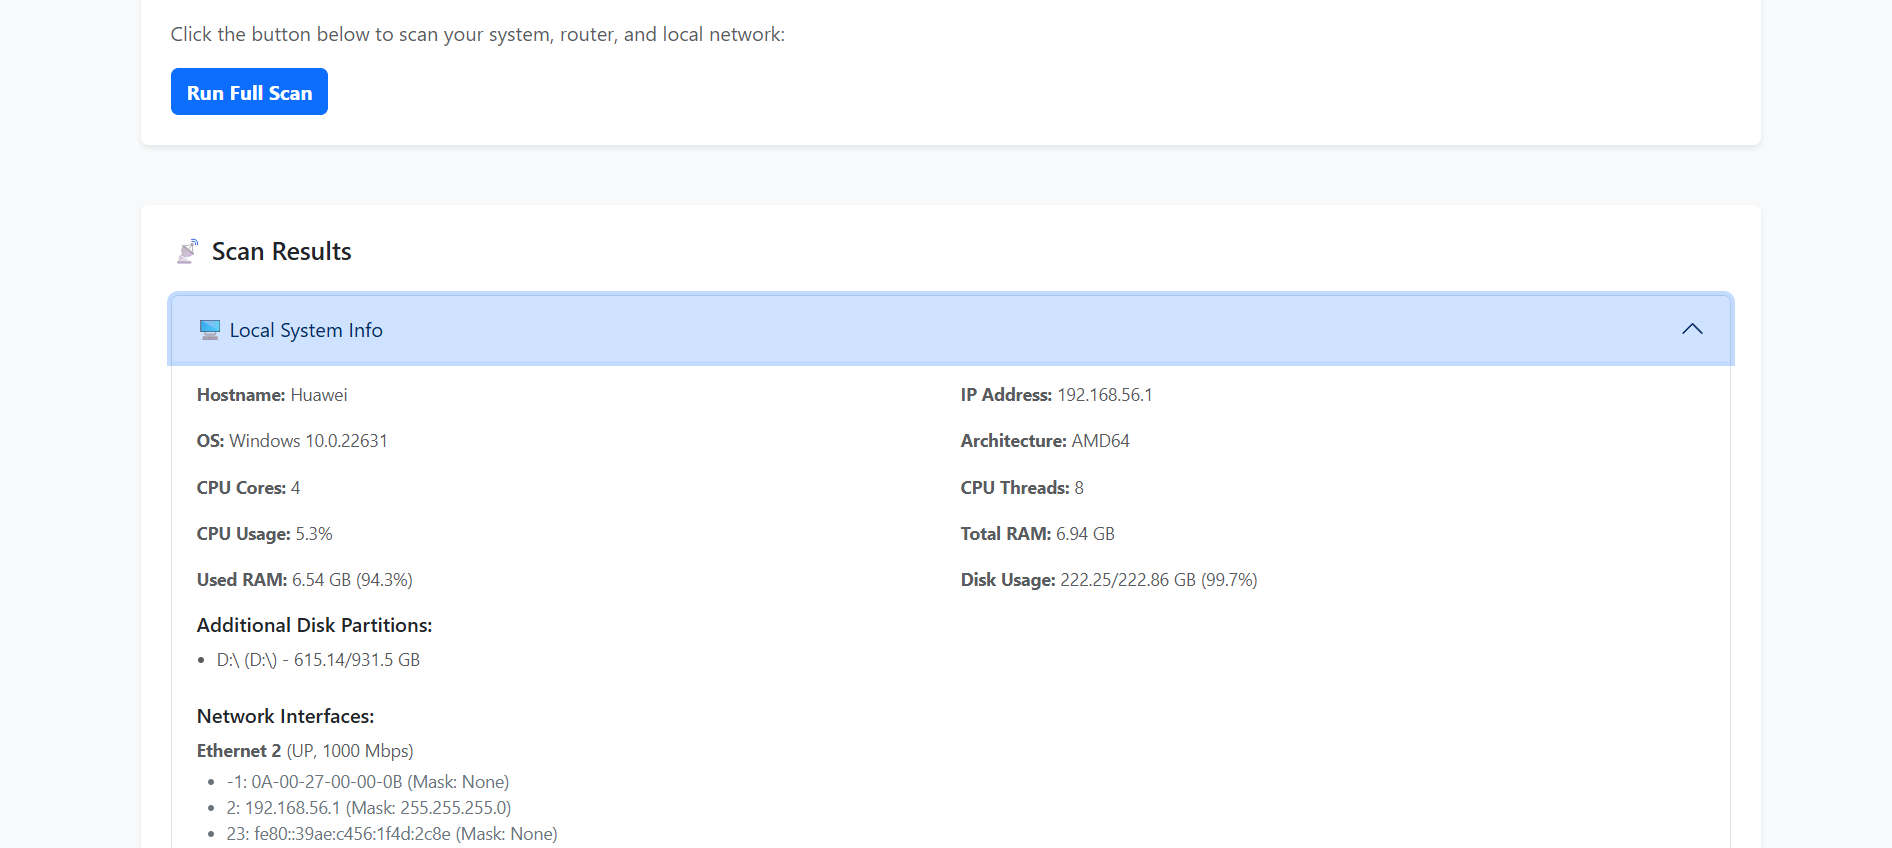 Click the button below to scan your system, router, and local network:
Run Full Scan
Scan Results
Local System Info
Hostname: Huawei
IP Address: 192.168.56.1
OS: Windows 10.0.22631
Architecture: AMD64
CPU Cores: 4
CPU Threads: 8
CPU Usage: 5.3%
Total RAM: 6.94 GB
Used RAM: 6.54 GB (94.3%)
Disk Usage: 222.25/222.86 GB (99.7%)
Additional Disk Partitions:
• D:\ (D:\) - 615.14/931.5 GB
Network Interfaces:
Ethernet 2 (UP, 1000 Mbps)
• -1: 0A-00-27-00-00-0B (Mask: None)
• 2: 192.168.56.1 (Mask: 255.255.255.0)
• 23: fe80::39ae:c456:1f4d:2c8e (Mask: None)